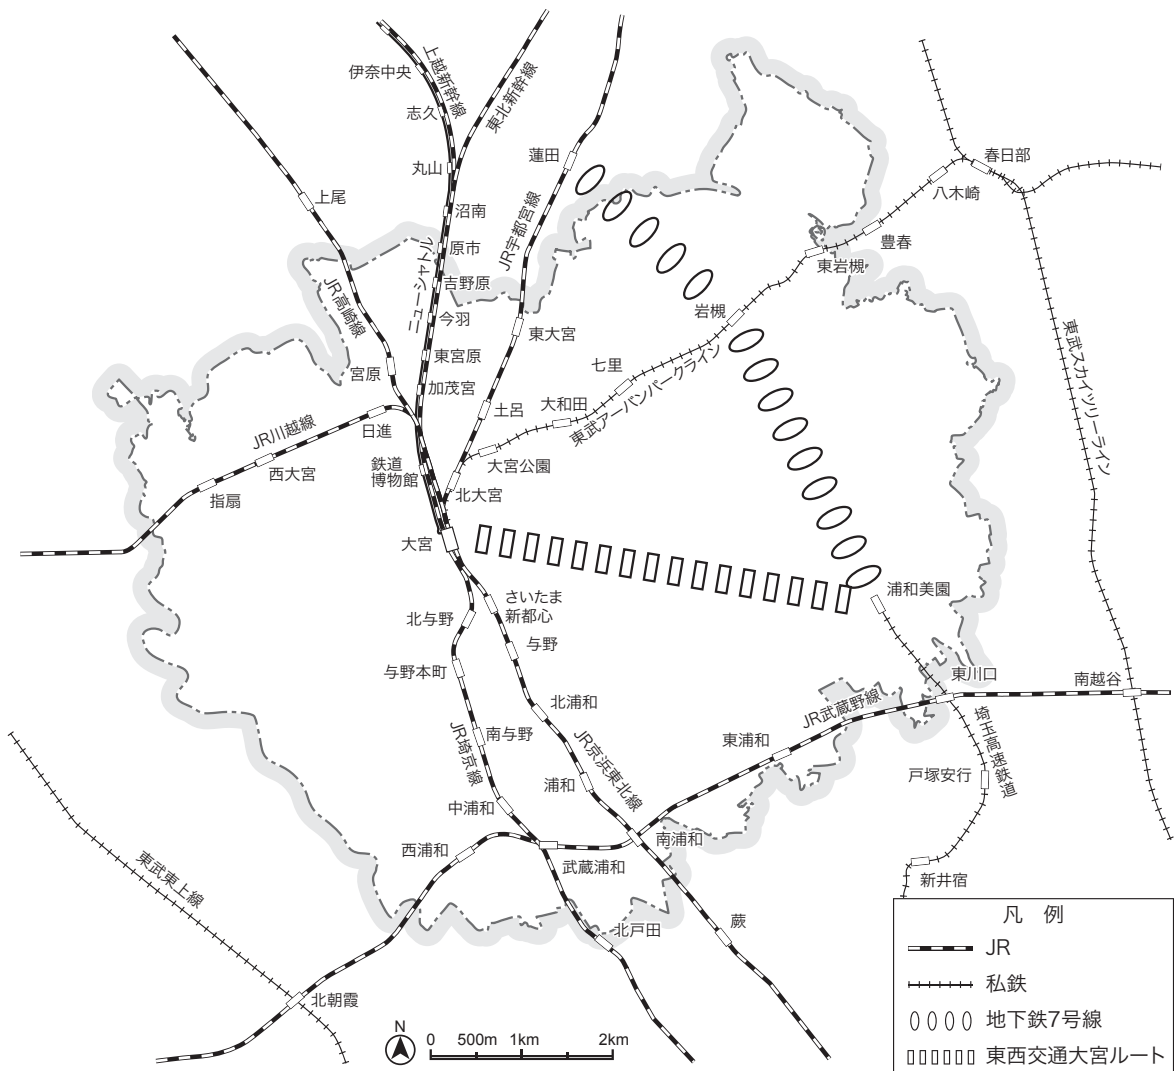 伊奈中央
上越新幹線
東北新幹線
志久
丸山
蓮田
春日部
八木崎
上尾
沼南
JR宇都宮線
豊春
原市
ニューシャトル
東岩槻
吉野原
JR高崎線
岩槻
今羽
東大宮
東武スカイツリーライン
宮原
東宮原
七里
加茂宮
大和田
東武アーバンパークライン
土呂
JR川越線
日進
西大宮
鉄道
博物館
大宮公園
指扇
北大宮
大宮
さいたま
新都心
浦和美園
北与野
与野
与野本町
東川口
南越谷
北浦和
JR武蔵野線
南与野
JR埼京線
JR京浜東北線
東浦和
埼玉高速鉄道
浦和
戸塚安行
中浦和
南浦和
西浦和
武蔵浦和
新井宿
東武東上線
蕨
北戸田
北朝霞
N
0 500m 1km 2km
凡 例
JR
私鉄
地下鉄7号線
東西交通大宮ルート